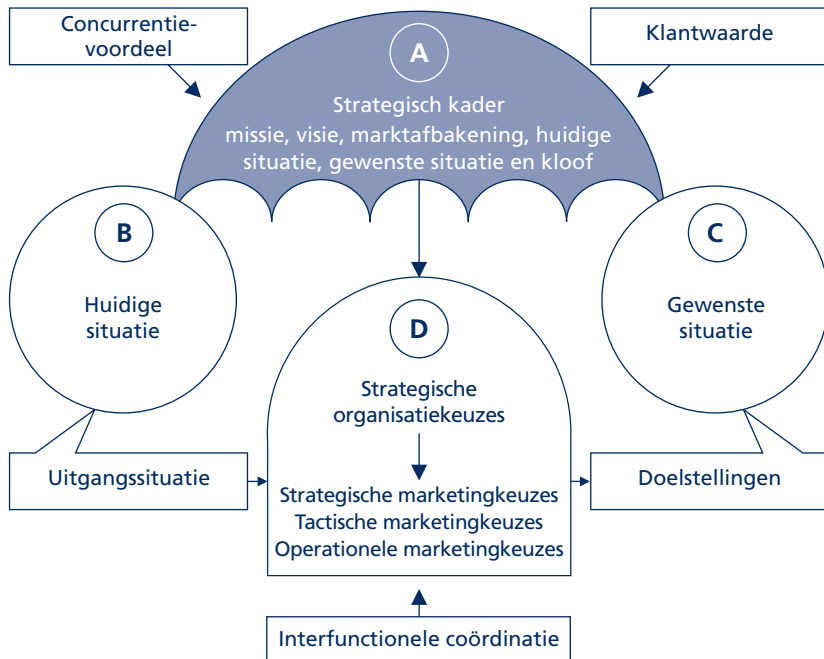 Concurrentie-
voordeel
Klantwaarde
A
Strategisch kader
missie, visie, marktafbakening, huidige
situatie, gewenste situatie en kloof
B
Huidige
situatie
C
Gewenste
situatie
D
Strategische
organisatiekeuzes
Uitgangssituatie
Strategische marketingkeuzes
Tactische marketingkeuzes
Operationele marketingkeuzes
Doelstellingen
Interfunctionele coördinatie